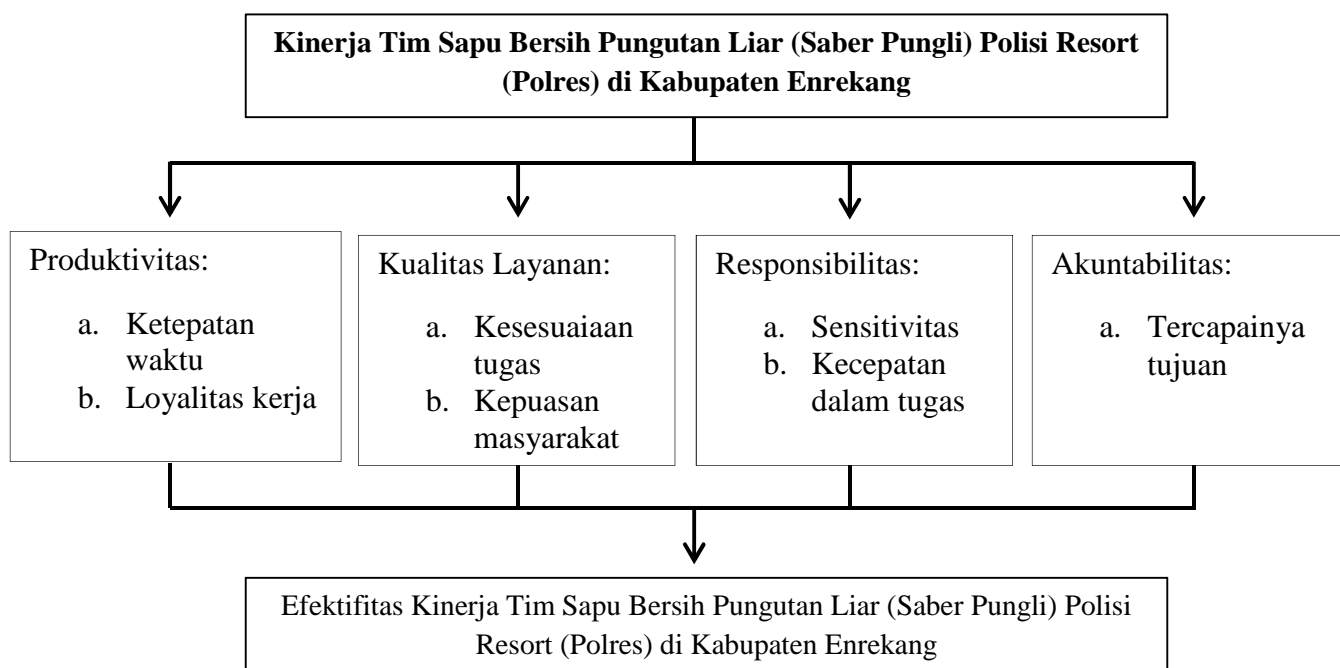 Kinerja Tim Sapu Bersih Pungutan Liar (Saber Pungli) Polisi Resort
(Polres) di Kabupaten Enrekang
Produktivitas:
a. Ketepatan
waktu
b. Loyalitas kerja
Kualitas Layanan:
a. Kesesuaiaan
tugas
b. Kepuasan
masyarakat
Responsibilitas:
a. Sensitivitas
b. Kecepatan
dalam tugas
Akuntabilitas:
a. Tercapainya
tujuan
Efektifitas Kinerja Tim Sapu Bersih Pungutan Liar (Saber Pungli) Polisi
Resort (Polres) di Kabupaten Enrekang